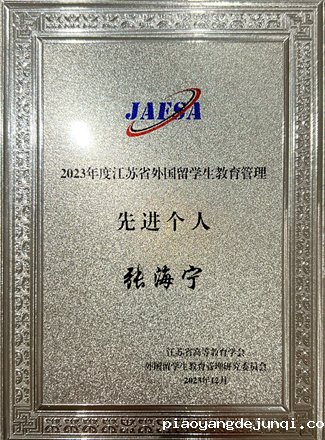 JAFSA
2023年度江苏省外国留学生教育管理
先进个人
张海宁
江苏省高等教育学会
外国留学生教育管理研究委员会
2023年12月
piaoyangdejunqi.co